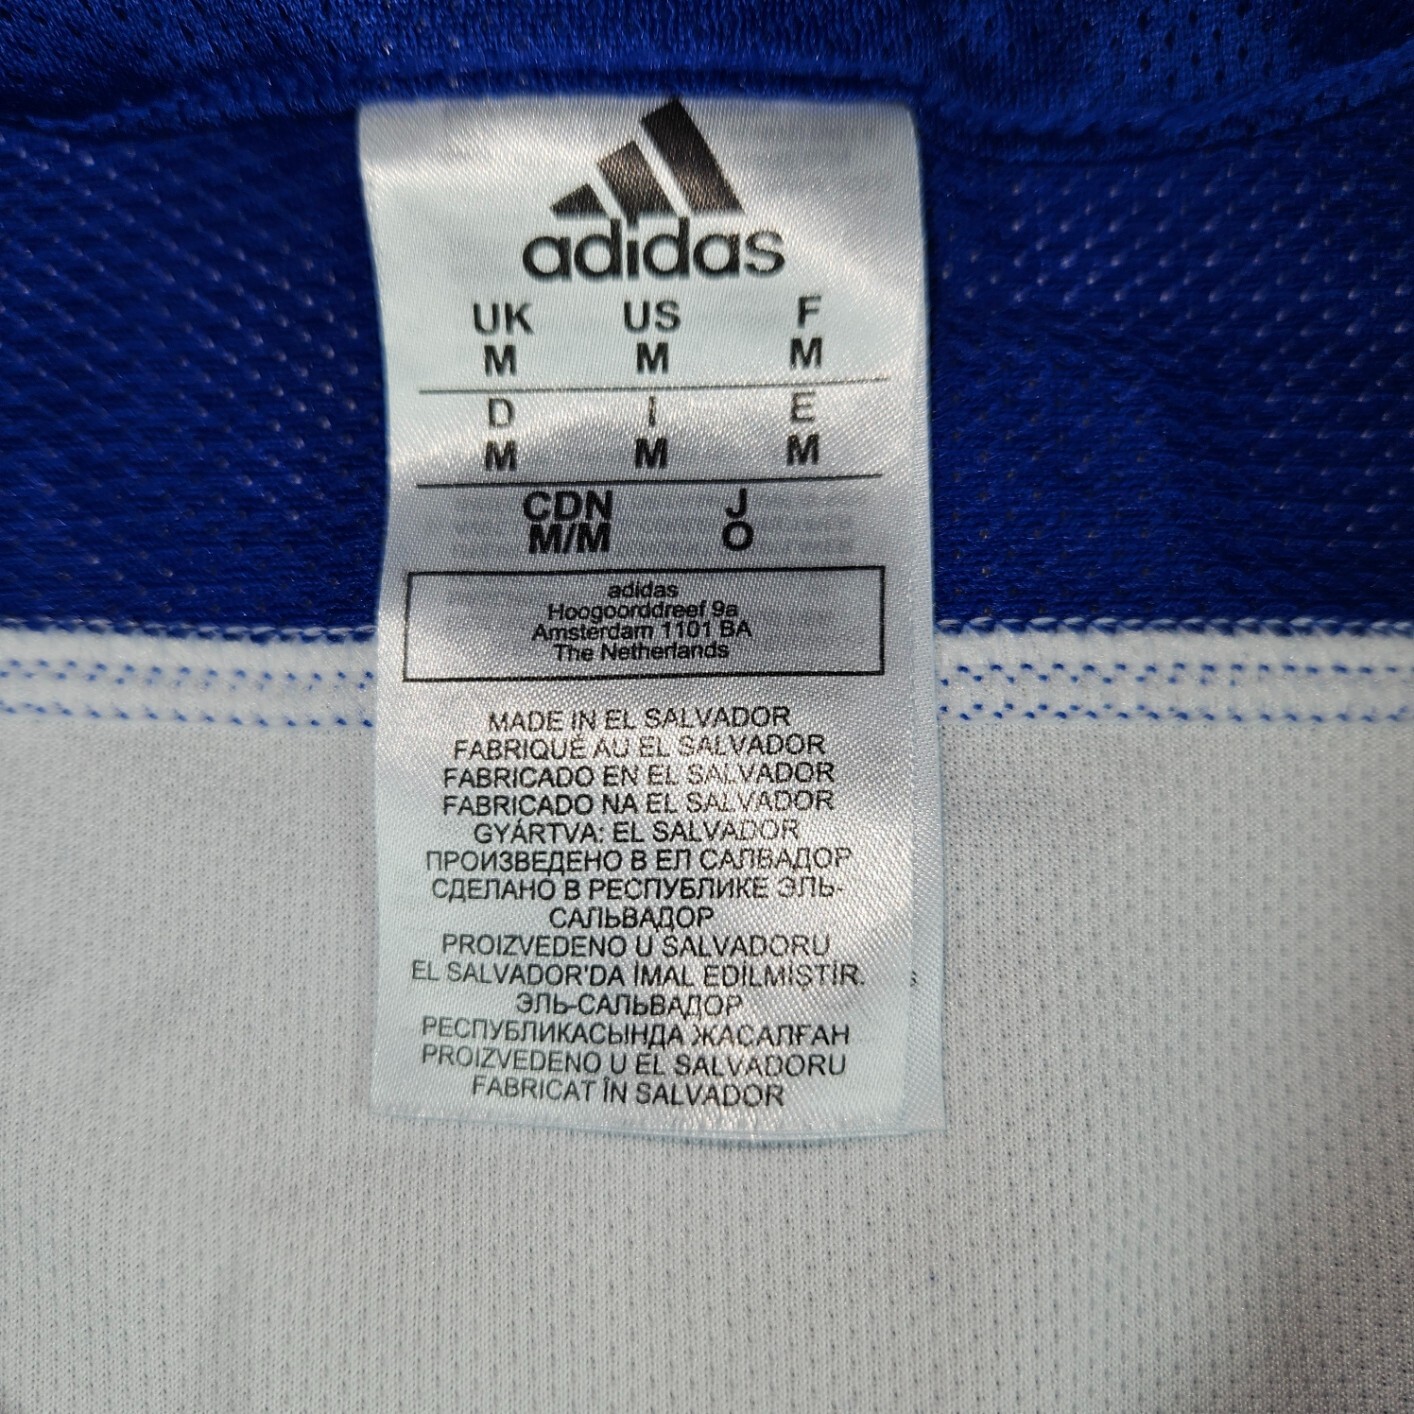 adidas
UK US F
M M M
D I E
M M M
CDN J
M/M O
adidas
Hoogoorddreef 9a
Amsterdam 1101 BA
The Netherlands
MADE IN EL SALVADOR
FABRIQUÉ AU EL SALVADOR
FABRICADO EN EL SALVADOR
FABRICADO NA EL SALVADOR
GYÁRTVA: EL SALVADOR
ПРОИЗВЕДЕНО В ЕЛ САЛВАДОР
СДЕЛАНО В РЕСПУБЛИКЕ ЭЛЬ-
САЛЬВАДОР
PROIZVEDENO U SALVADORU
EL SALVADOR'DA İMAL EDİLMİŞTİR.
ЭЛЬ-САЛЬВАДОР
РЕСПУБЛИКАСЫНДА ЖАСАЛҒАН
PROIZVEDENO U EL SALVADORU
FABRICAT ÎN SALVADOR